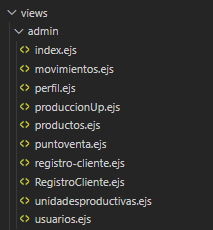 views
admin
index.ejs
movimientos.ejs
perfil.ejs
produccionUp.ejs
productos.ejs
puntoventa.ejs
registro-cliente.ejs
RegistroCliente.ejs
unidadesproductivas.ejs
usuarios.ejs